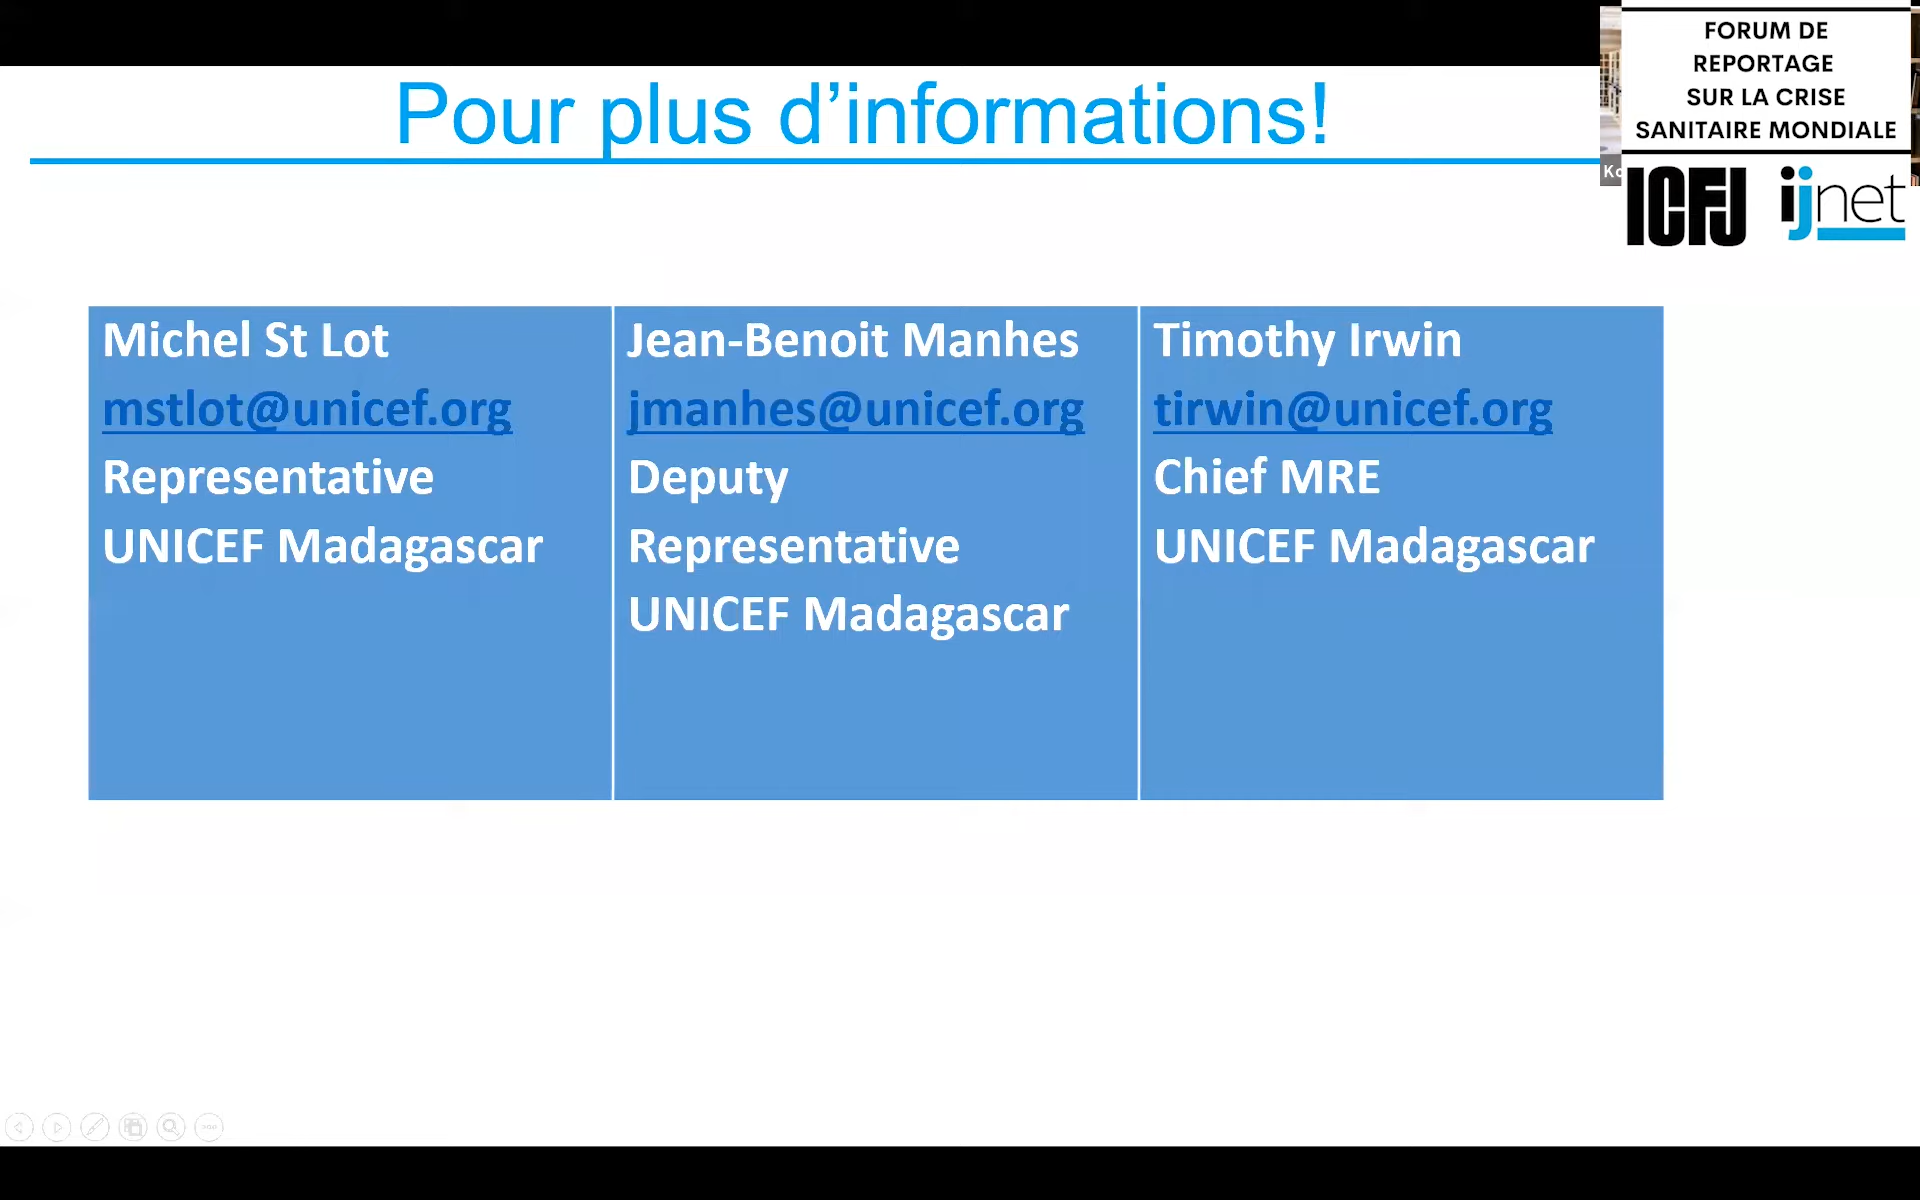 Pour plus d’informations!
FORUM DE
REPORTAGE
SUR LA CRISE
SANITAIRE MONDIALE
ICFJ
ijnet
Michel St Lot
mstlot@unicef.org
Representative
UNICEF Madagascar
Jean-Benoit Manhes
jmanhes@unicef.org
Deputy
Representative
UNICEF Madagascar
Timothy Irwin
tirwin@unicef.org
Chief MRE
UNICEF Madagascar